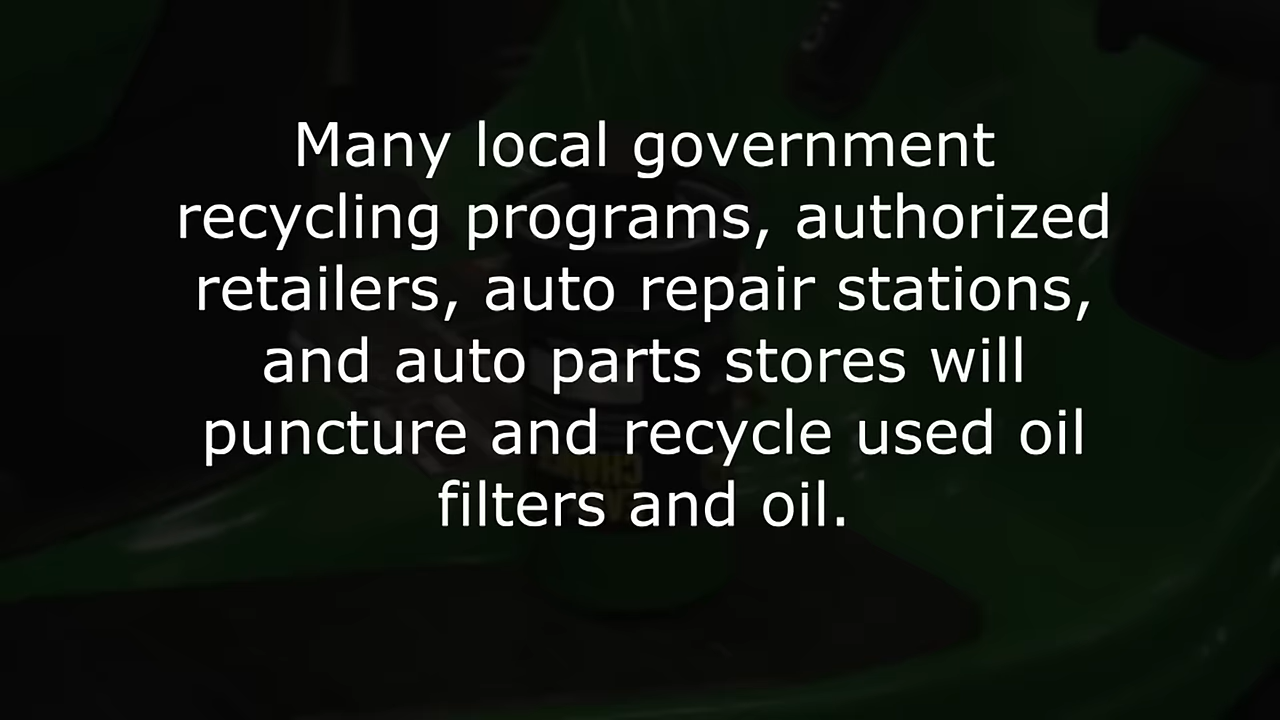 Many local government
recycling programs, authorized
retailers, auto repair stations,
and auto parts stores will
puncture and recycle used oil
filters and oil.